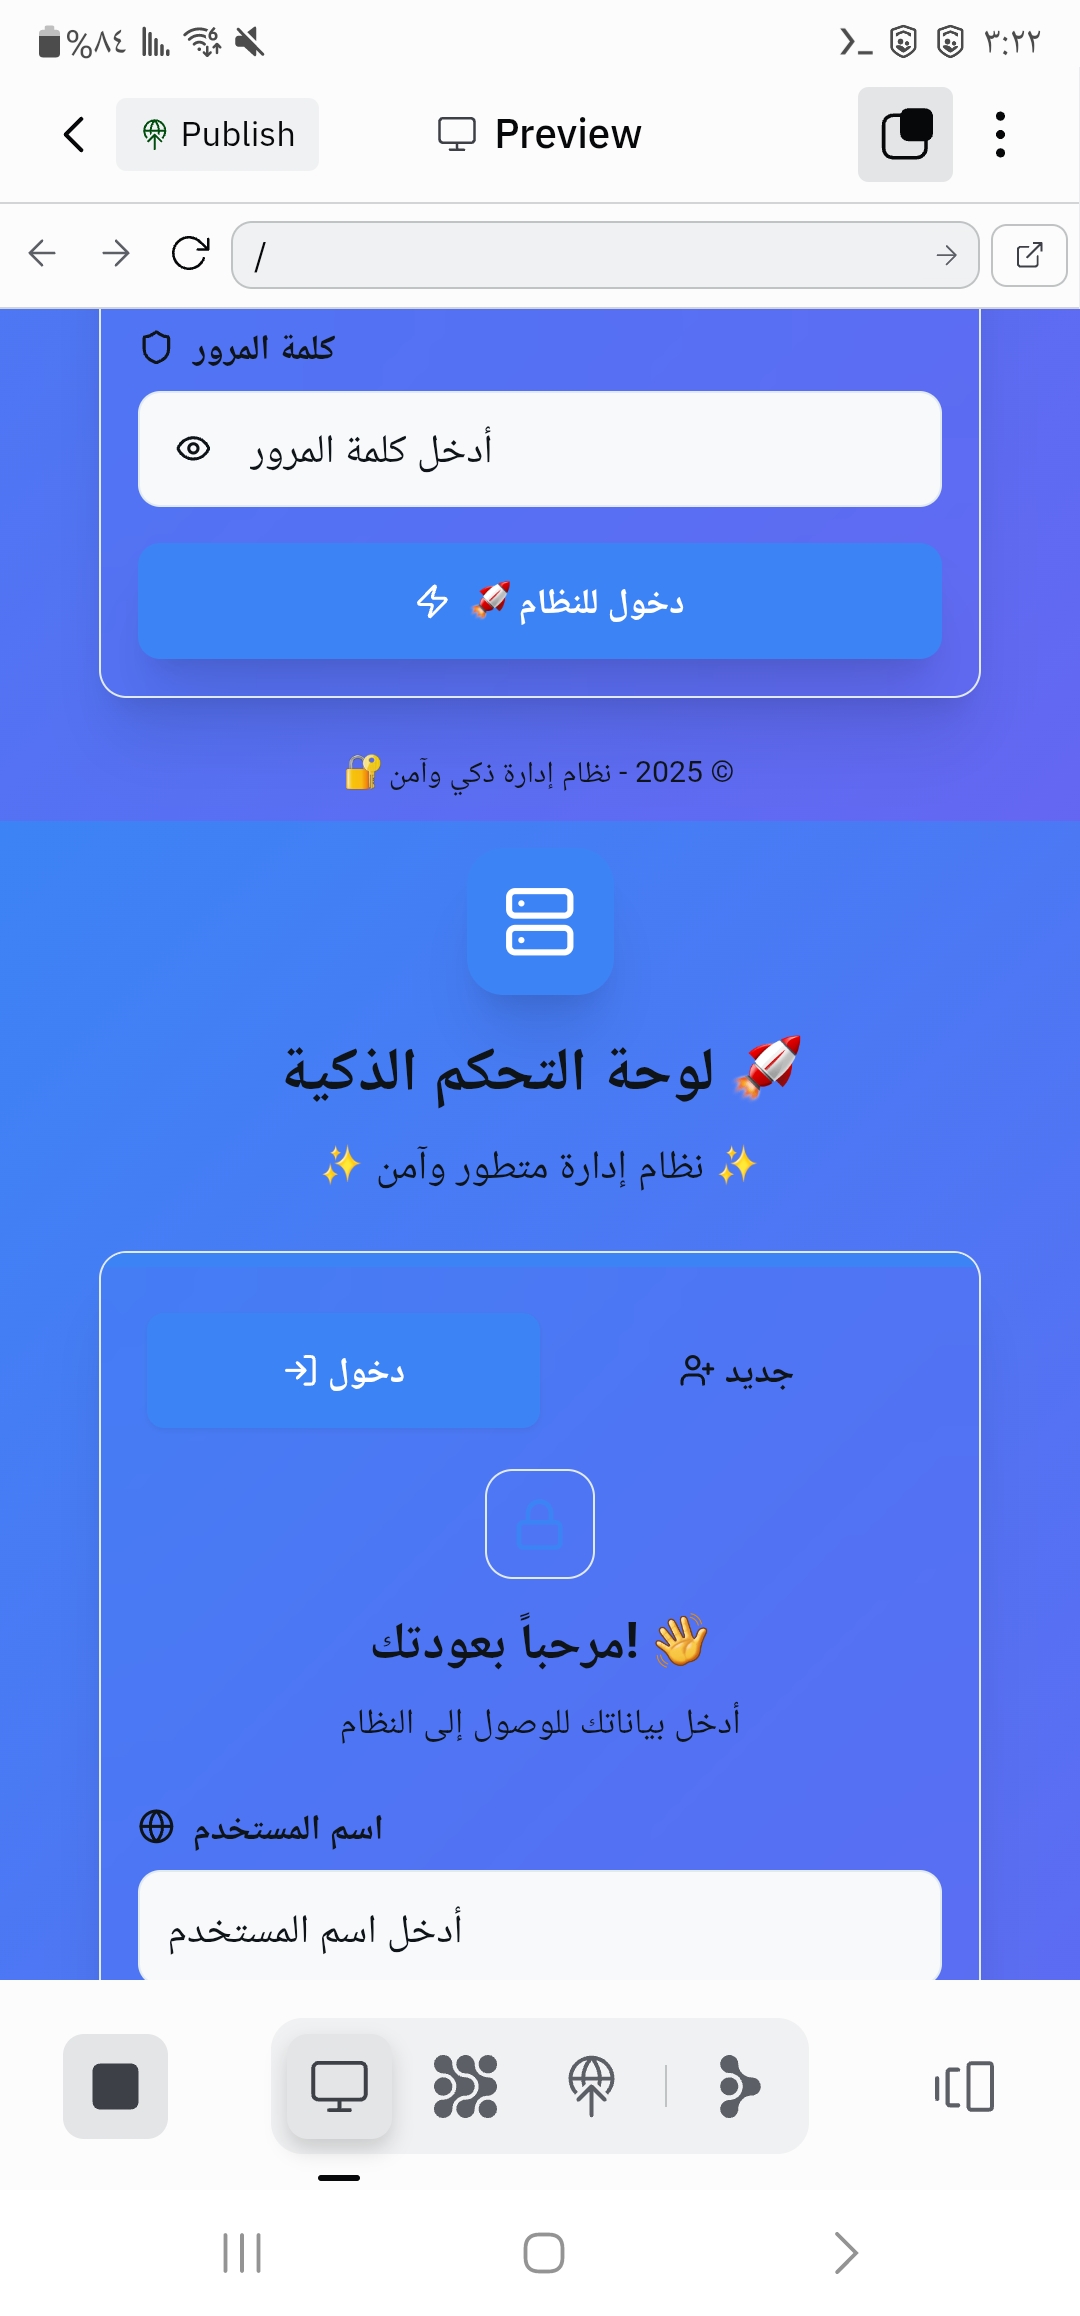 %٨٤
٣:٢٢
Publish
Preview
/
كلمة المرور
أدخل كلمة المرور
دخول للنظام 🚀
© 2025 - نظام إدارة ذكي وآمن 🔐
🚀 لوحة التحكم الذكية
✨ نظام إدارة متطور وآمن ✨
دخول
جديد
👋 !مرحباً بعودتك
أدخل بياناتك للوصول إلى النظام
اسم المستخدم
أدخل اسم المستخدم